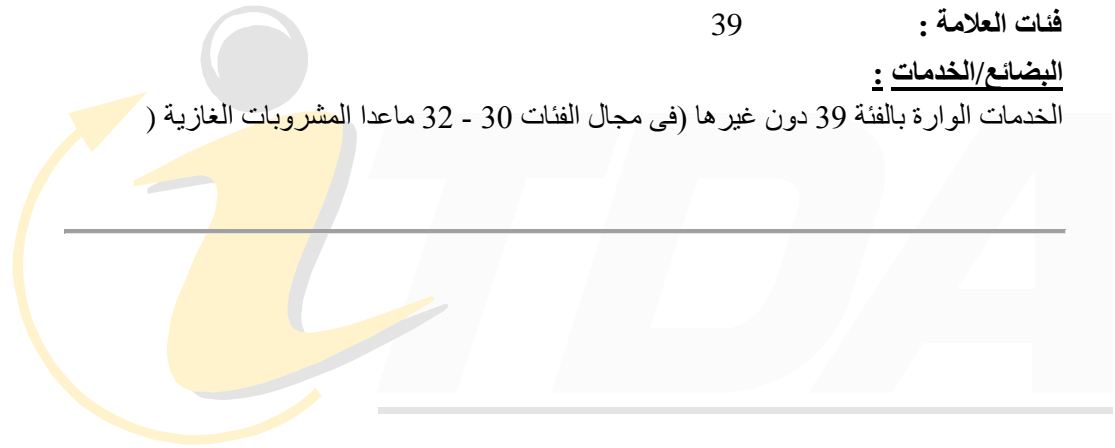 فئات العلامة : 39
البضائع/الخدمات :
الخدمات الوارة بالفئة 39 دون غيرها (فى مجال الفئات 30 - 32 ماعدا المشروبات الغازية (
iTDA